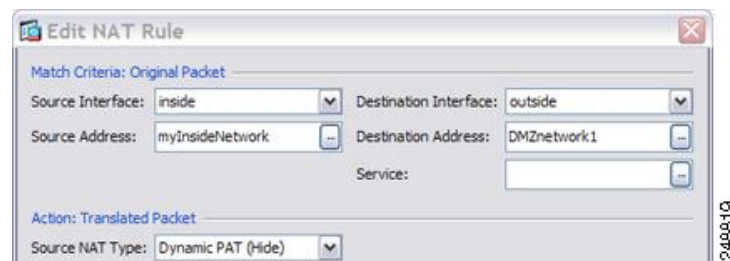 Edit NAT Rule
Match Criteria: Original Packet
Source Interface: inside Destination Interface: outside
Source Address: myInsideNetwork ... Destination Address: DMZnetwork1 ...
Service: ...
Action: Translated Packet
Source NAT Type: Dynamic PAT (Hide)
248819